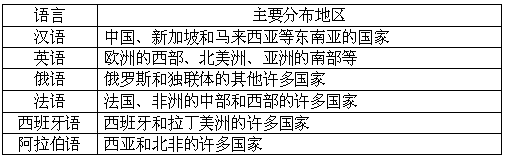 语言 主要分布地区
汉语 中国、新加坡和马来西亚等东南亚的国家
英语 欧洲的西部、北美洲、亚洲的南部等
俄语 俄罗斯和独联体的其他许多国家
法语 法国、非洲的中部和西部的许多国家
西班牙语 西班牙和拉丁美洲的许多国家
阿拉伯语 西亚和北非的许多国家